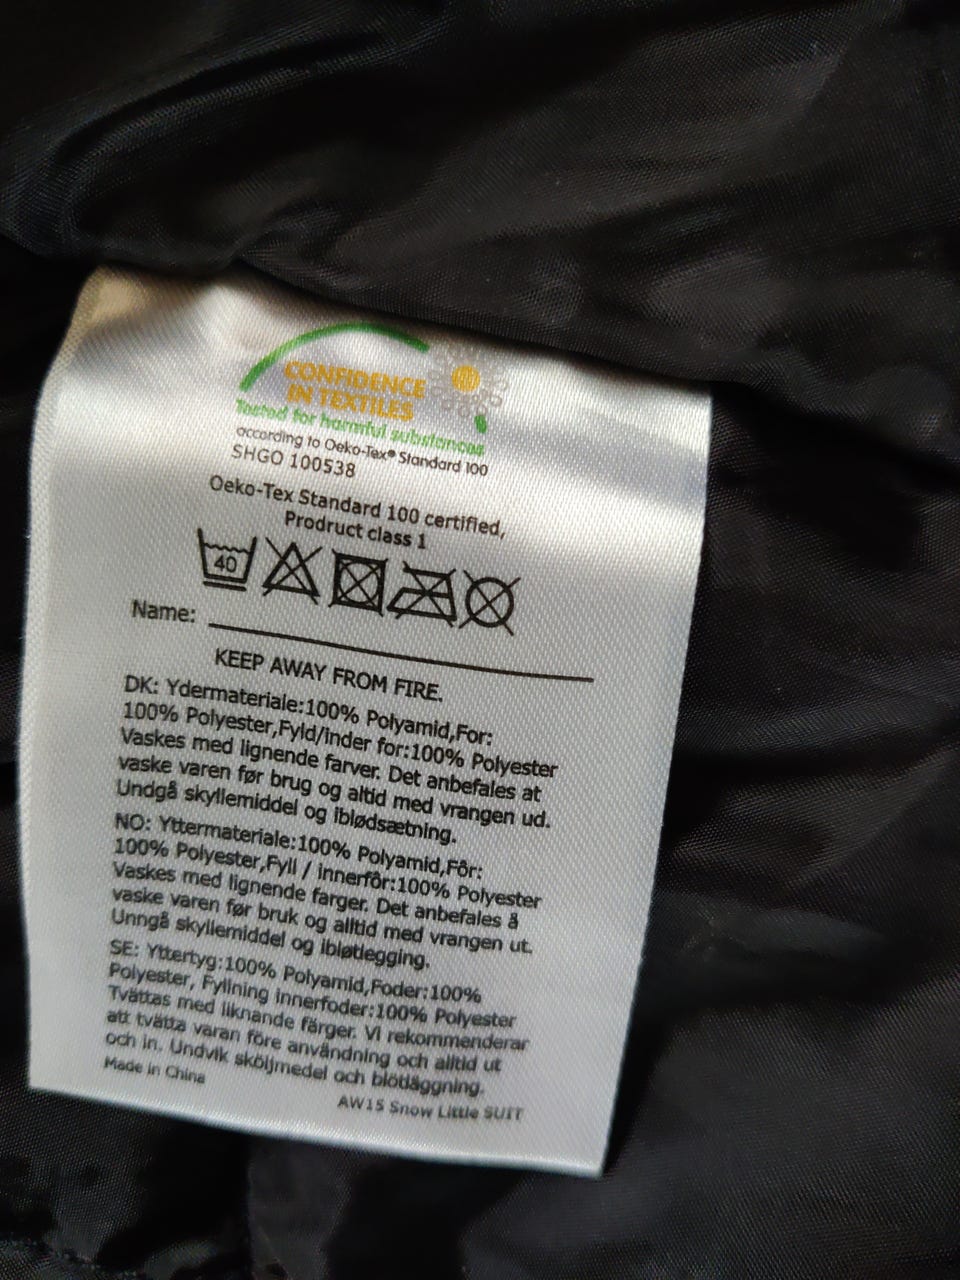 CONFIDENCE
IN TEXTILES
Tested for harmful substances
according to Oeko-Tex® Standard 100
SHGO 100538
Oeko-Tex Standard 100 certified,
Prodruct class 1
40
Name:
KEEP AWAY FROM FIRE.
DK: Ydermateriale:100% Polyamid,For:
100% Polyester,Fyld/inder for:100% Polyester
Vaskes med lignende farver. Det anbefales at
vaske varen før brug og altid med vrangen ud.
Undgå skyllemiddel og iblødsætning.
NO: Yttermateriale:100% Polyamid,Fôr:
100% Polyester,Fyll / innerfôr:100% Polyester
Vaskes med lignende farger. Det anbefales å
vaske varen før bruk og alltid med vrangen ut.
Unngå skyllemiddel og ibløtlegging.
SE: Yttertyg:100% Polyamid,Foder:100%
Polyester, Fyllning innerfoder:100% Polyester
Tvättas med liknande färger. Vi rekommenderar
att tvätta varan före användning och alltid ut
och in. Undvik sköljmedel och blötläggning.
Made in China
AW15 Snow Little SUIT